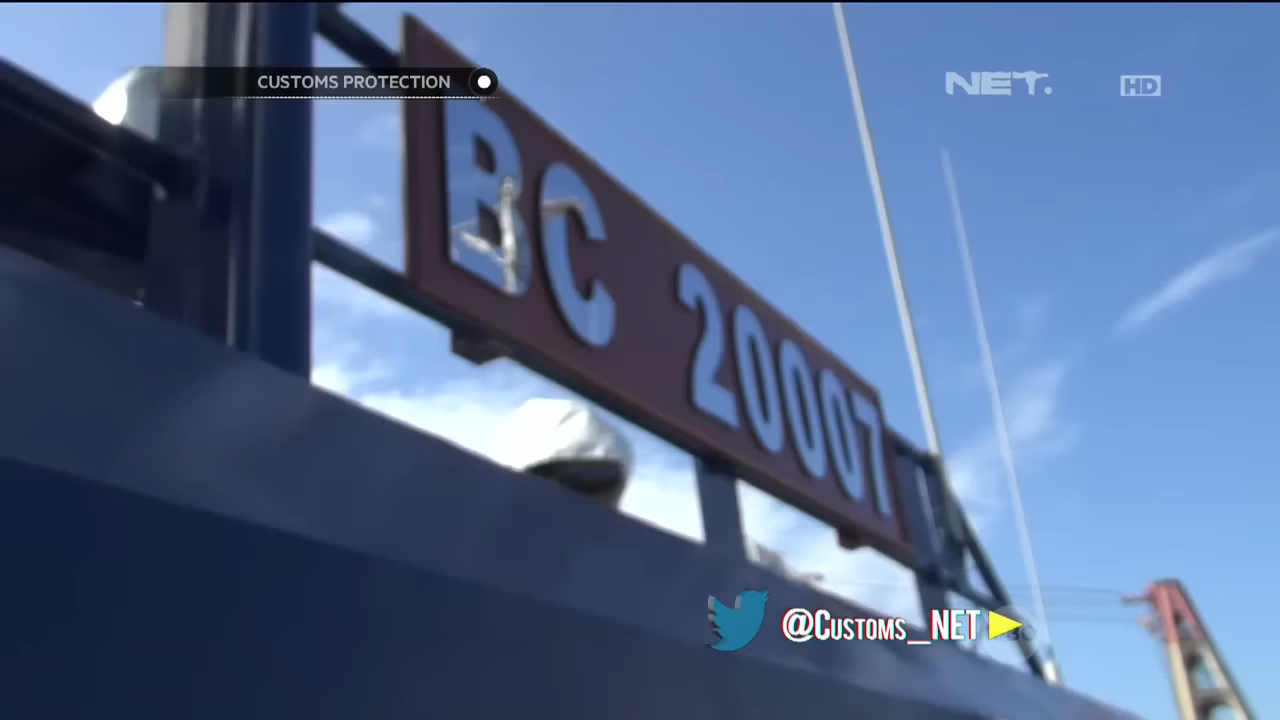 CUSTOMS PROTECTION
NET.
HD
BC 20007
@CUSTOMS_NET